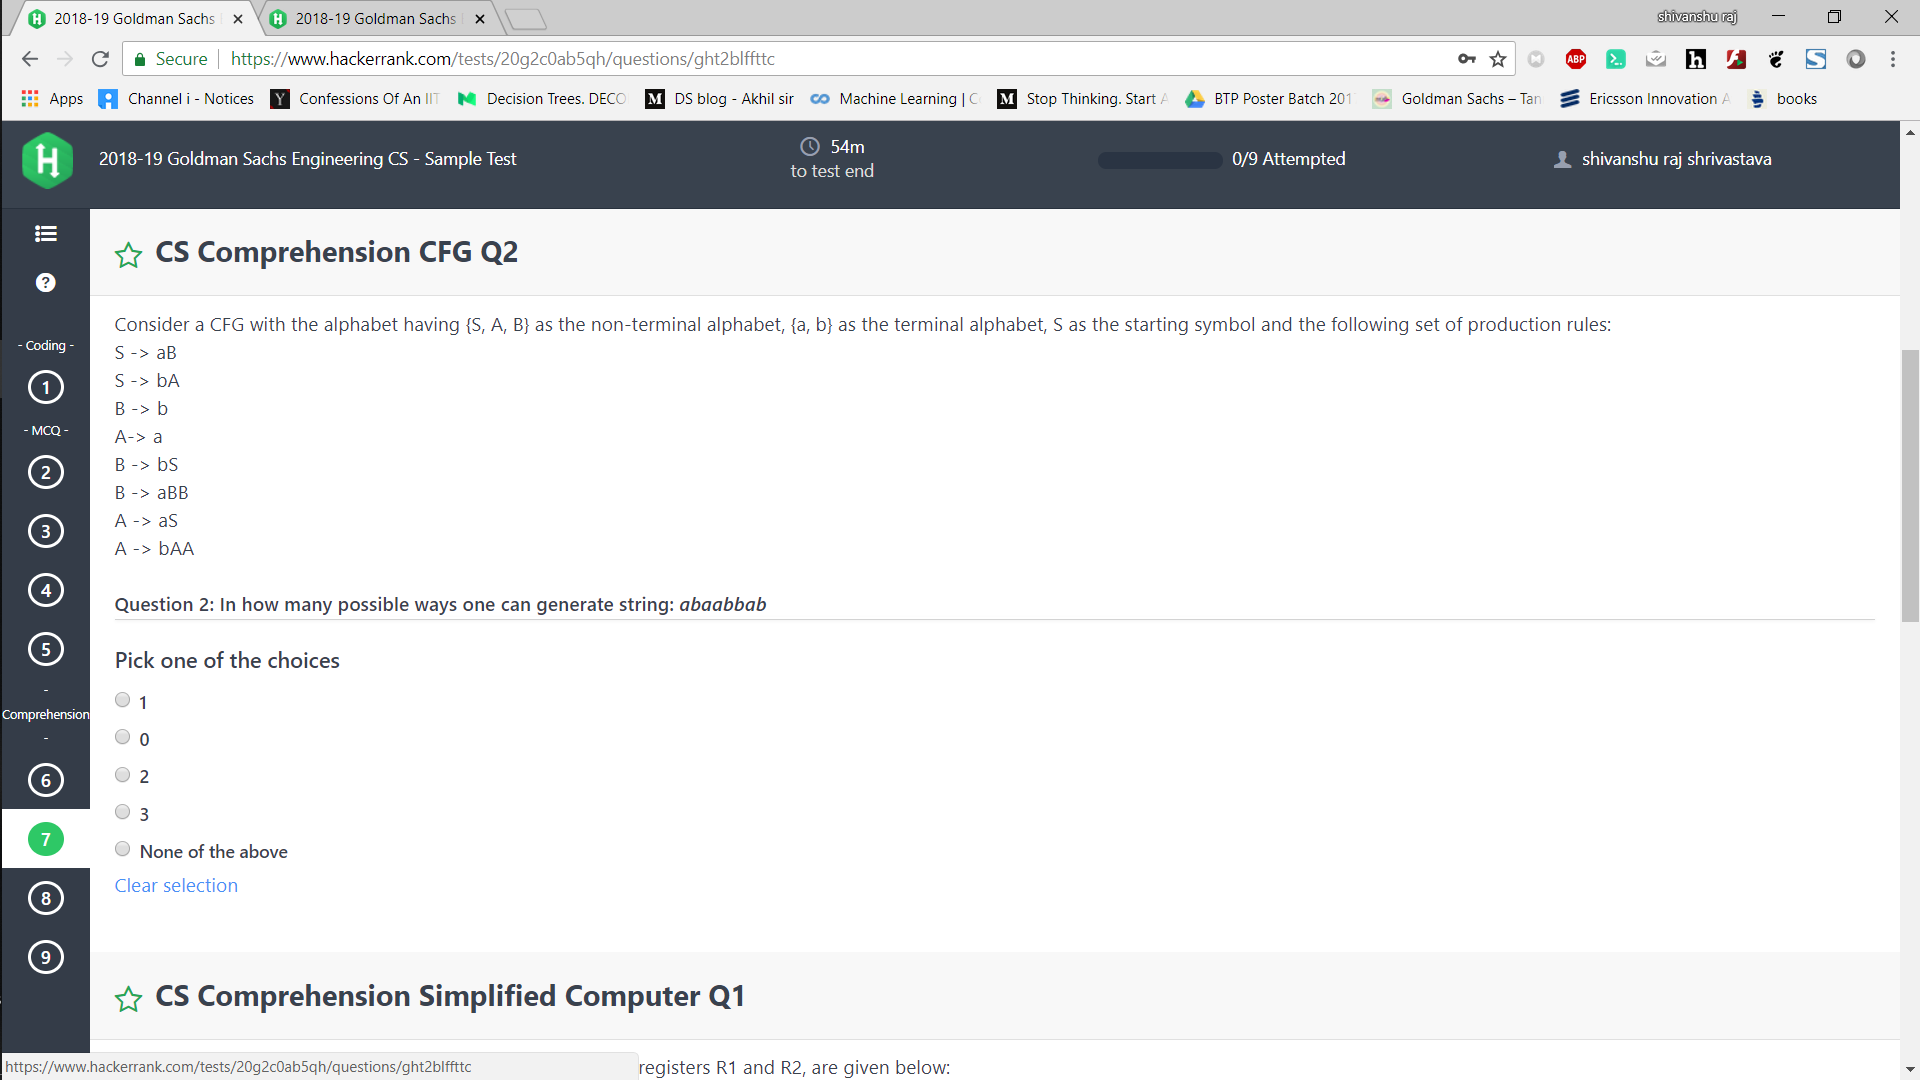 2018-19 Goldman Sachs
2018-19 Goldman Sachs
shivanshu raj
Secure
https://www.hackerrank.com/tests/20g2c0ab5qh/questions/ght2blffttc
ABP
Apps
Channel i - Notices
Confessions Of An IIT
Decision Trees. DECO
DS blog - Akhil sir
Machine Learning | C
Stop Thinking. Start A
BTP Poster Batch 201
Goldman Sachs – Tan
Ericsson Innovation A
books
2018-19 Goldman Sachs Engineering CS - Sample Test
54m
to test end
0/9 Attempted
shivanshu raj shrivastava
- Coding -
1
- MCQ -
2
3
4
5
-
Comprehension
-
6
7
8
9
CS Comprehension CFG Q2
Consider a CFG with the alphabet having {S, A, B} as the non-terminal alphabet, {a, b} as the terminal alphabet, S as the starting symbol and the following set of production rules:
S -> aB
S -> bA
B -> b
A-> a
B -> bS
B -> aBB
A -> aS
A -> bAA
Question 2: In how many possible ways one can generate string: abaabbab
Pick one of the choices
1
0
2
3
None of the above
Clear selection
CS Comprehension Simplified Computer Q1
registers R1 and R2, are given below:
https://www.hackerrank.com/tests/20g2c0ab5qh/questions/ght2blffttc